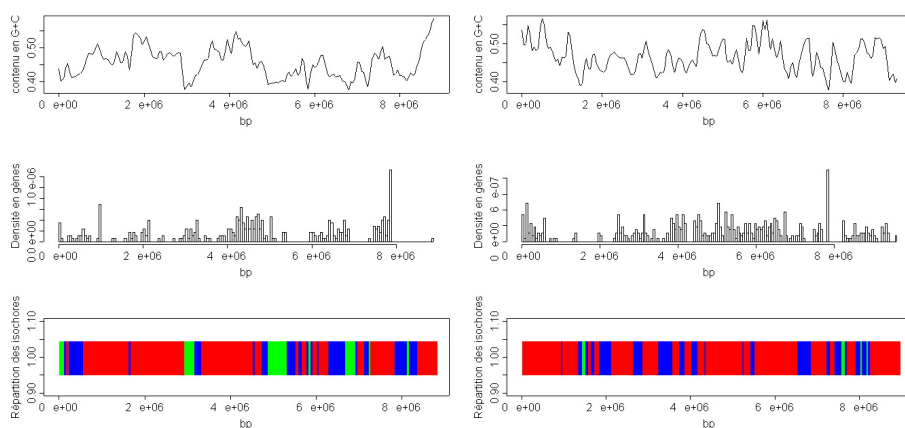 contenu en G+C
0.40 0.50
0 e+00 2 e+06 4 e+06 6 e+06 8 e+06
bp
contenu en G+C
0.40 0.50
0 e+00 2 e+06 4 e+06 6 e+06 8 e+06
bp
Densité en gènes
0.0 e+00 1.0 e-06
0 e+00 2 e+06 4 e+06 6 e+06 8 e+06
bp
Densité en gènes
0 e+00 6 e-07
0 e+00 2 e+06 4 e+06 6 e+06 8 e+06
bp
Répartition des isochores
0.90 1.00 1.10
0 e+00 2 e+06 4 e+06 6 e+06 8 e+06
bp
Répartition des isochores
0.90 1.00 1.10
0 e+00 2 e+06 4 e+06 6 e+06 8 e+06
bp